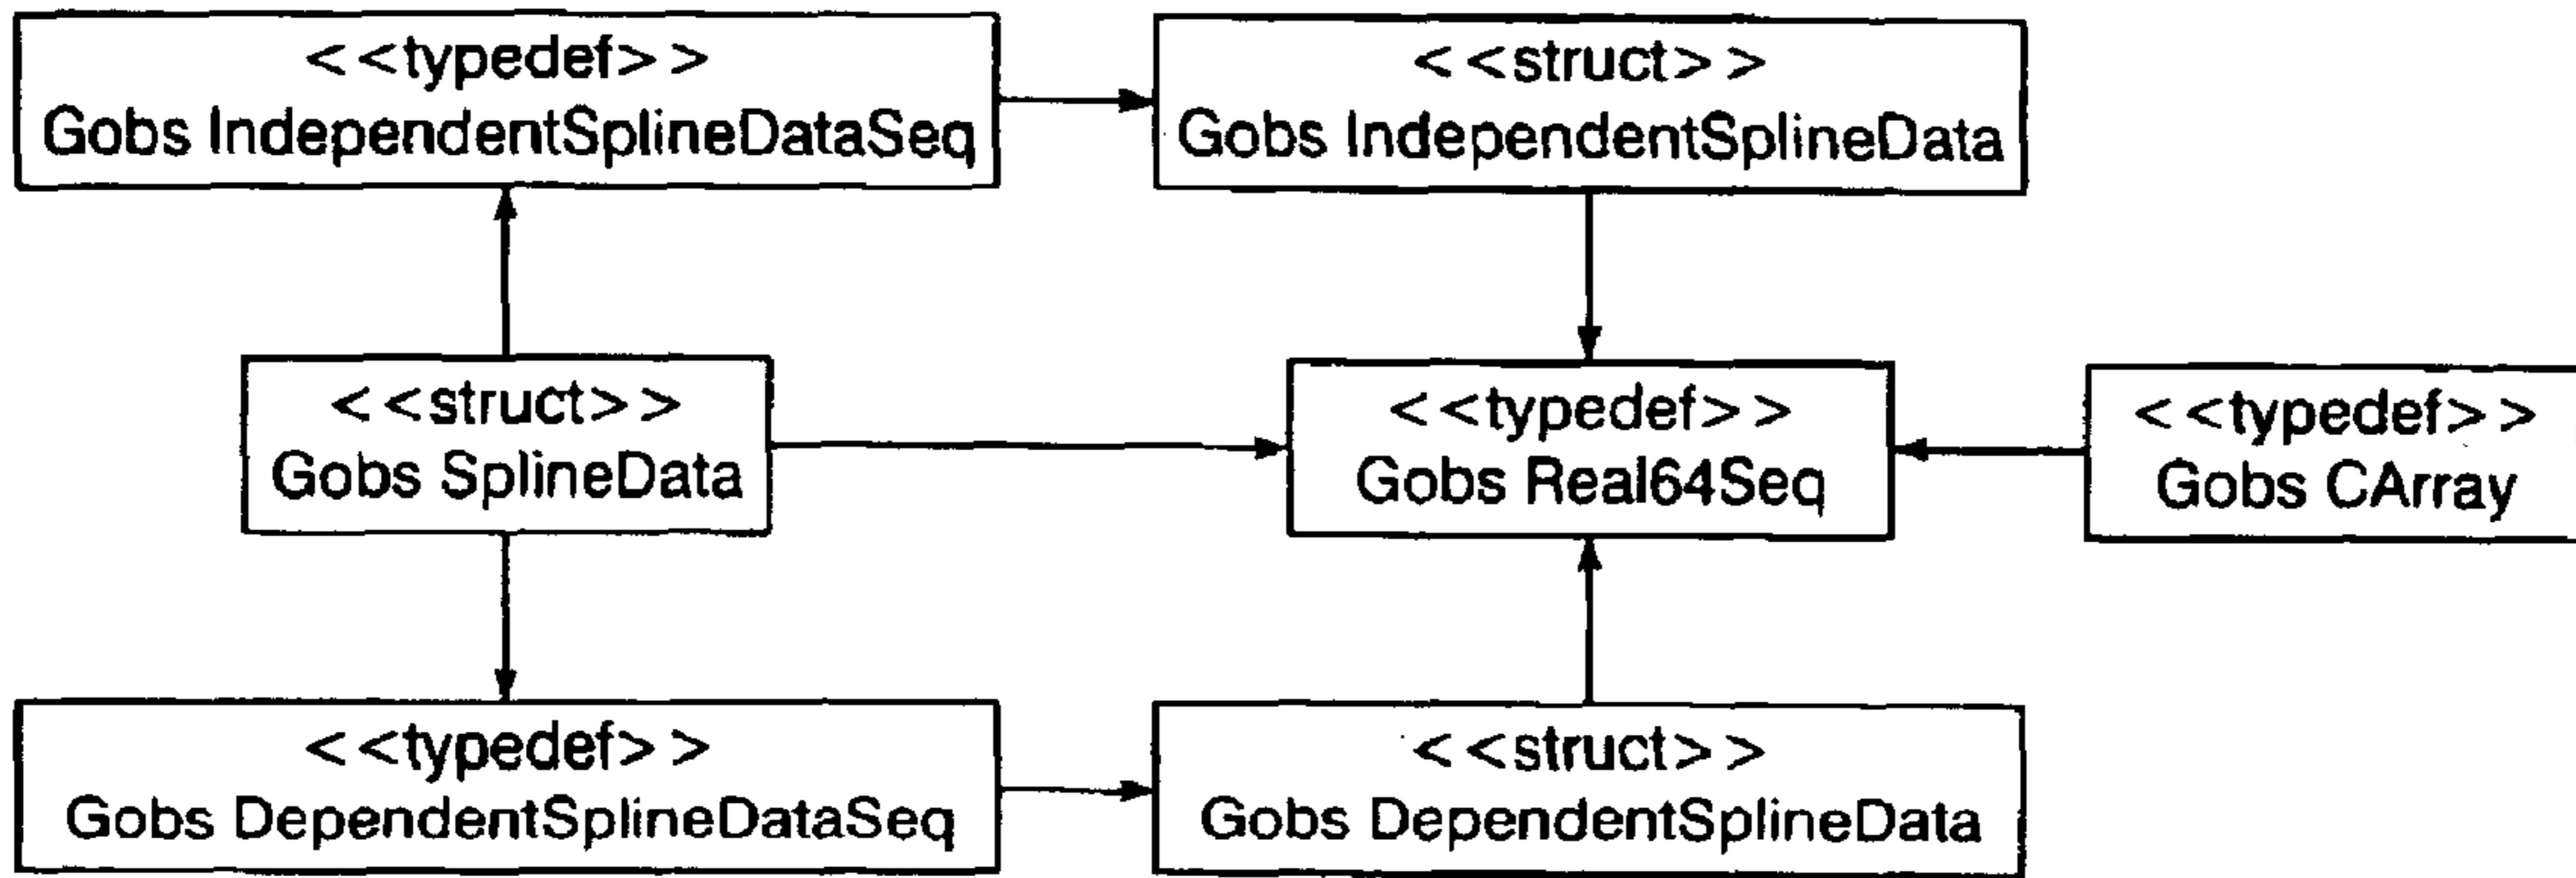 <<typedef>>
Gobs IndependentSplineDataSeq
<<struct>>
Gobs IndependentSplineData
<<struct>>
Gobs SplineData
<<typedef>>
Gobs Real64Seq
<<typedef>>
Gobs CArray
<<typedef>>
Gobs DependentSplineDataSeq
<<struct>>
Gobs DependentSplineData